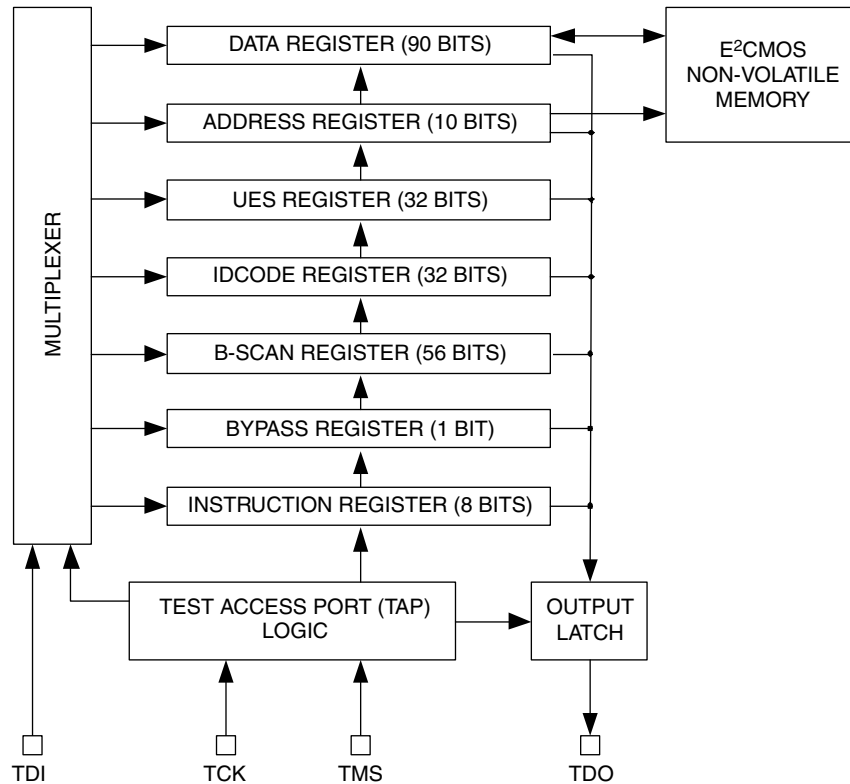 DATA REGISTER (90 BITS)
E²CMOS
NON-VOLATILE
MEMORY
ADDRESS REGISTER (10 BITS)
UES REGISTER (32 BITS)
IDCODE REGISTER (32 BITS)
B-SCAN REGISTER (56 BITS)
BYPASS REGISTER (1 BIT)
INSTRUCTION REGISTER (8 BITS)
MULTIPLEXER
TEST ACCESS PORT (TAP)
LOGIC
OUTPUT
LATCH
TDI
TCK
TMS
TDO